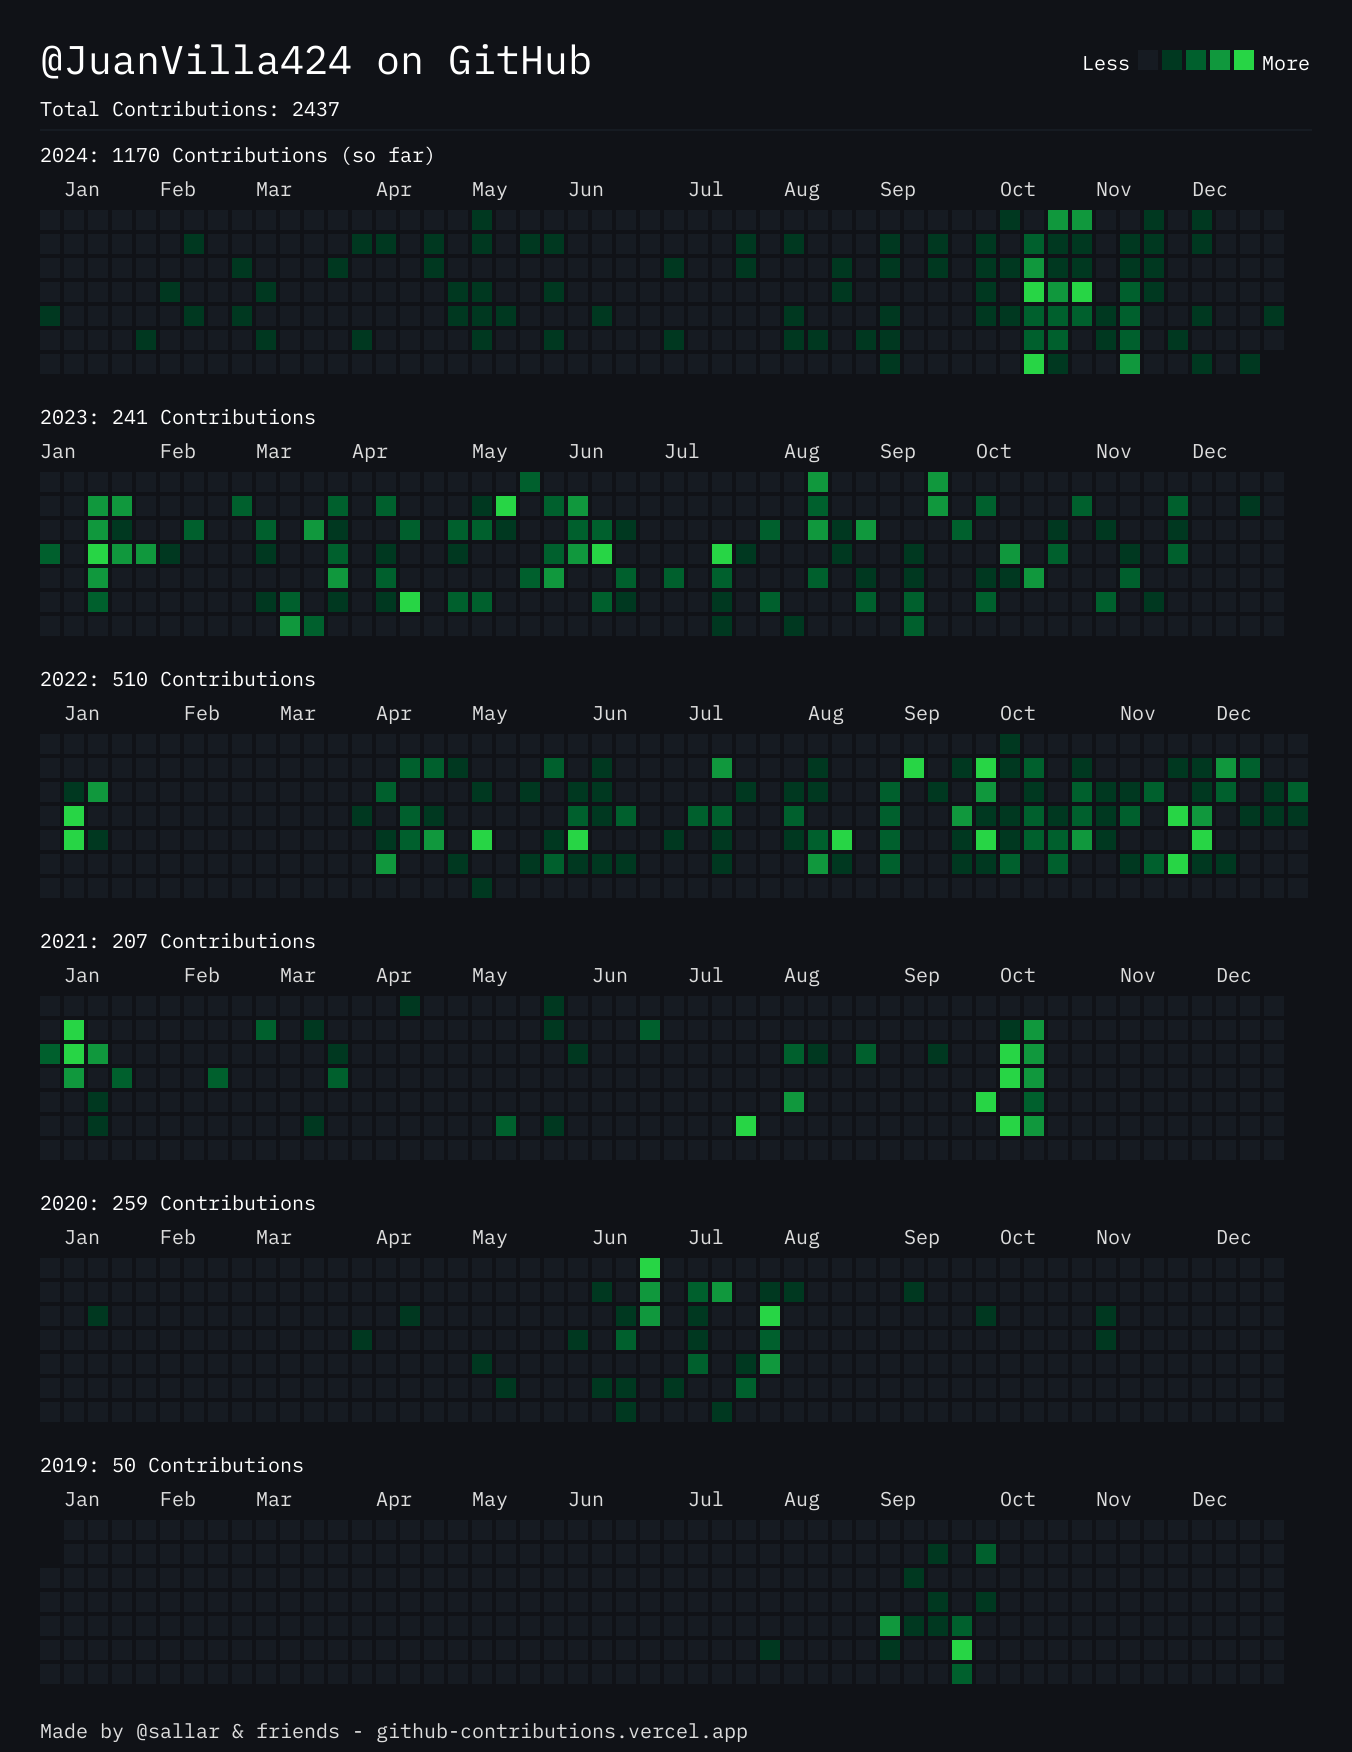 @JuanVilla424 on GitHub
Less More
Total Contributions: 2437
2024: 1170 Contributions (so far)
Jan Feb Mar Apr May Jun Jul Aug Sep Oct Nov Dec
2023: 241 Contributions
Jan Feb Mar Apr May Jun Jul Aug Sep Oct Nov Dec
2022: 510 Contributions
Jan Feb Mar Apr May Jun Jul Aug Sep Oct Nov Dec
2021: 207 Contributions
Jan Feb Mar Apr May Jun Jul Aug Sep Oct Nov Dec
2020: 259 Contributions
Jan Feb Mar Apr May Jun Jul Aug Sep Oct Nov Dec
2019: 50 Contributions
Jan Feb Mar Apr May Jun Jul Aug Sep Oct Nov Dec
Made by @sallar & friends - github-contributions.vercel.app